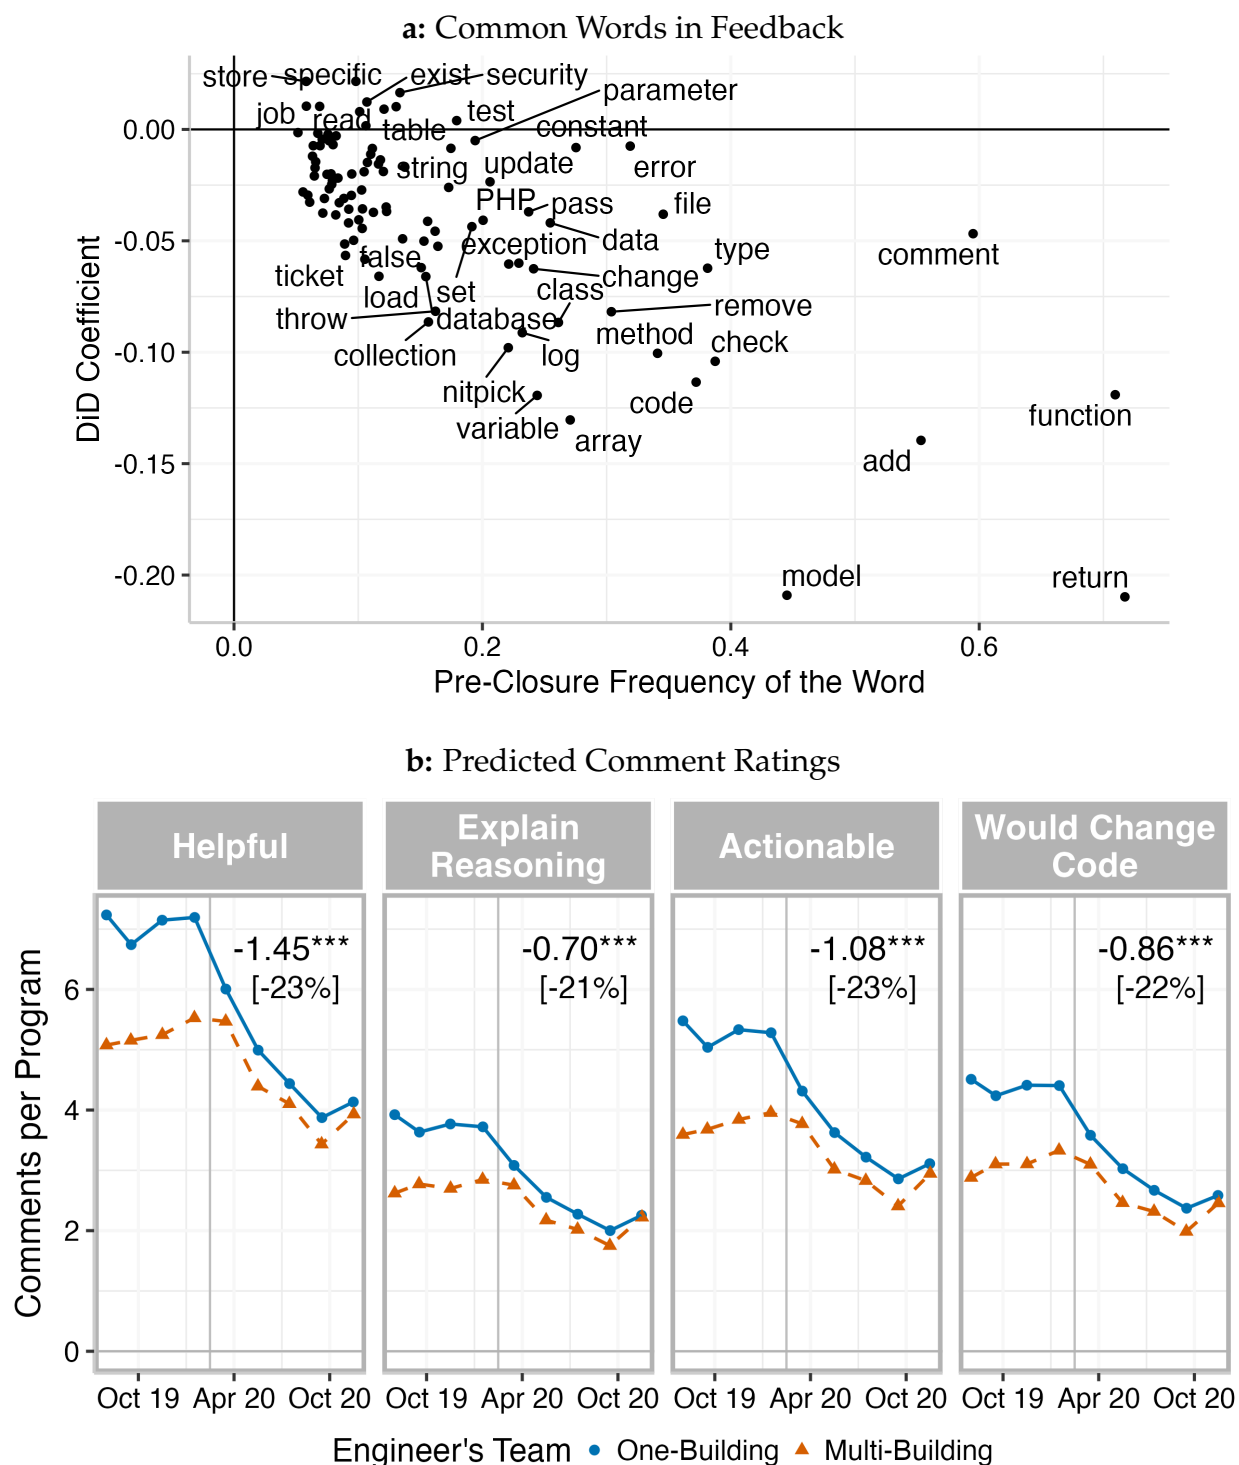 a: Common Words in Feedback
store specific exist security
parameter
job read table test constant
0.00
string update error
PHP pass file
-0.05
exception data comment
false type
ticket change
load set class
throw database remove
method
-0.10
collection log check
nitpick code
variable array function
-0.15
add
-0.20
model return
0.0 0.2 0.4 0.6
DiD Coefficient
Pre-Closure Frequency of the Word
b: Predicted Comment Ratings
Helpful
Explain
Reasoning
Actionable
Would Change
Code
-1.45***
[-23%]
-0.70***
[-21%]
-1.08***
[-23%]
-0.86***
[-22%]
Comments per Program
6
4
2
0
Oct 19 Apr 20 Oct 20 Oct 19 Apr 20 Oct 20 Oct 19 Apr 20 Oct 20 Oct 19 Apr 20 Oct 20
Engineer's Team One-Building Multi-Building